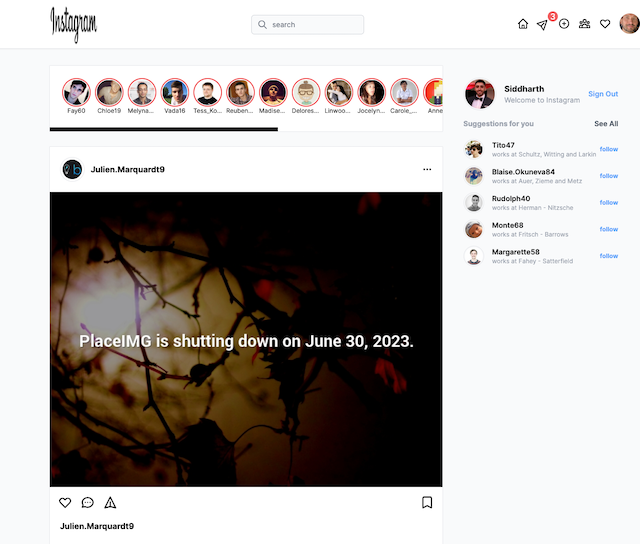 Instagram
search
3
Fay60
Chloe19
Melyna...
Vada16
Tess_Ko...
Reuben...
Madise...
Delores...
Linwoo...
Jocelyn...
Carole_...
Anne
Siddharth
Welcome to Instagram
Sign Out
Suggestions for you
See All
Tito47
works at Schultz, Witting and Larkin
follow
Blaise.Okuneva84
works at Auer, Zieme and Metz
follow
Rudolph40
works at Herman - Nitzsche
follow
Monte68
works at Fritsch - Barrows
follow
Margarette58
works at Fahey - Satterfield
follow
Julien.Marquardt9
PlaceIMG is shutting down on June 30, 2023.
Julien.Marquardt9